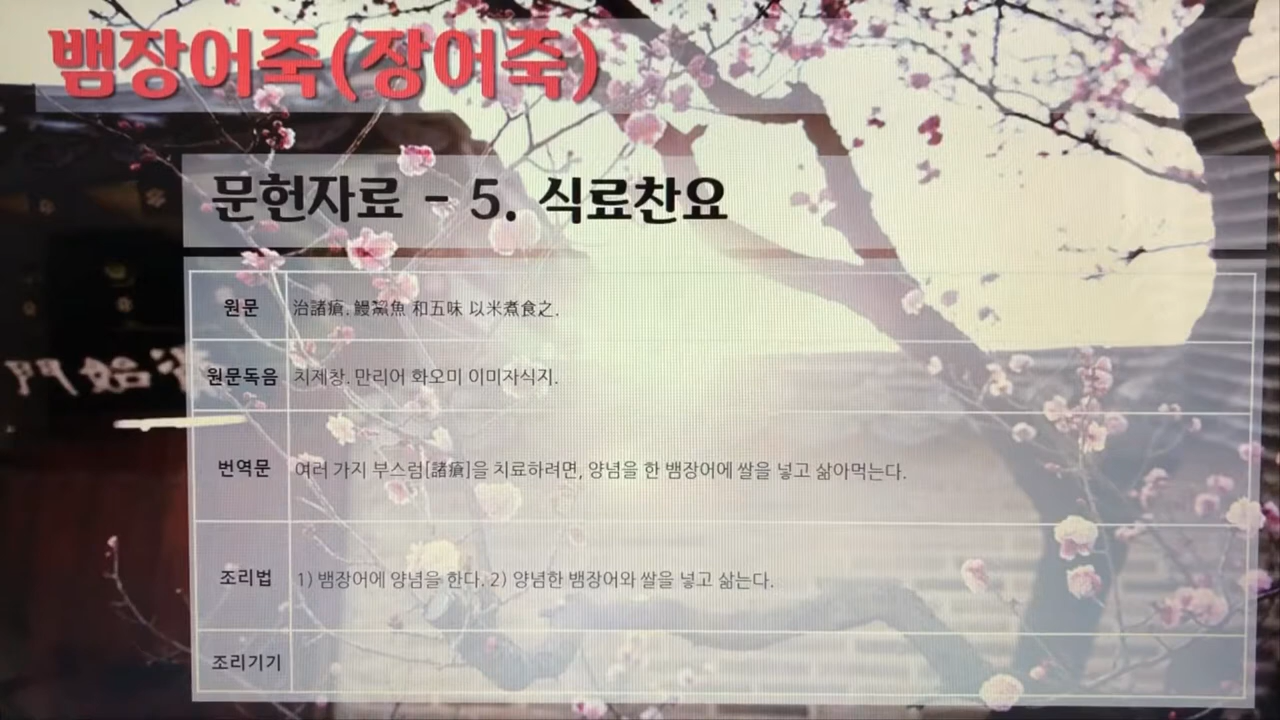 뱀장어죽(장어죽)
문헌자료 - 5. 식료찬요
원문 治諸瘡. 鰻鱺魚 和五味 以米煮食之.
원문독음 치제창. 만리어 화오미 이미자식지.
번역문 여러 가지 부스럼[諸瘡]을 치료하려면, 양념을 한 뱀장어에 쌀을 넣고 삶아먹는다.
조리법 1) 뱀장어에 양념을 한다. 2) 양념한 뱀장어와 쌀을 넣고 삶는다.
조리기기